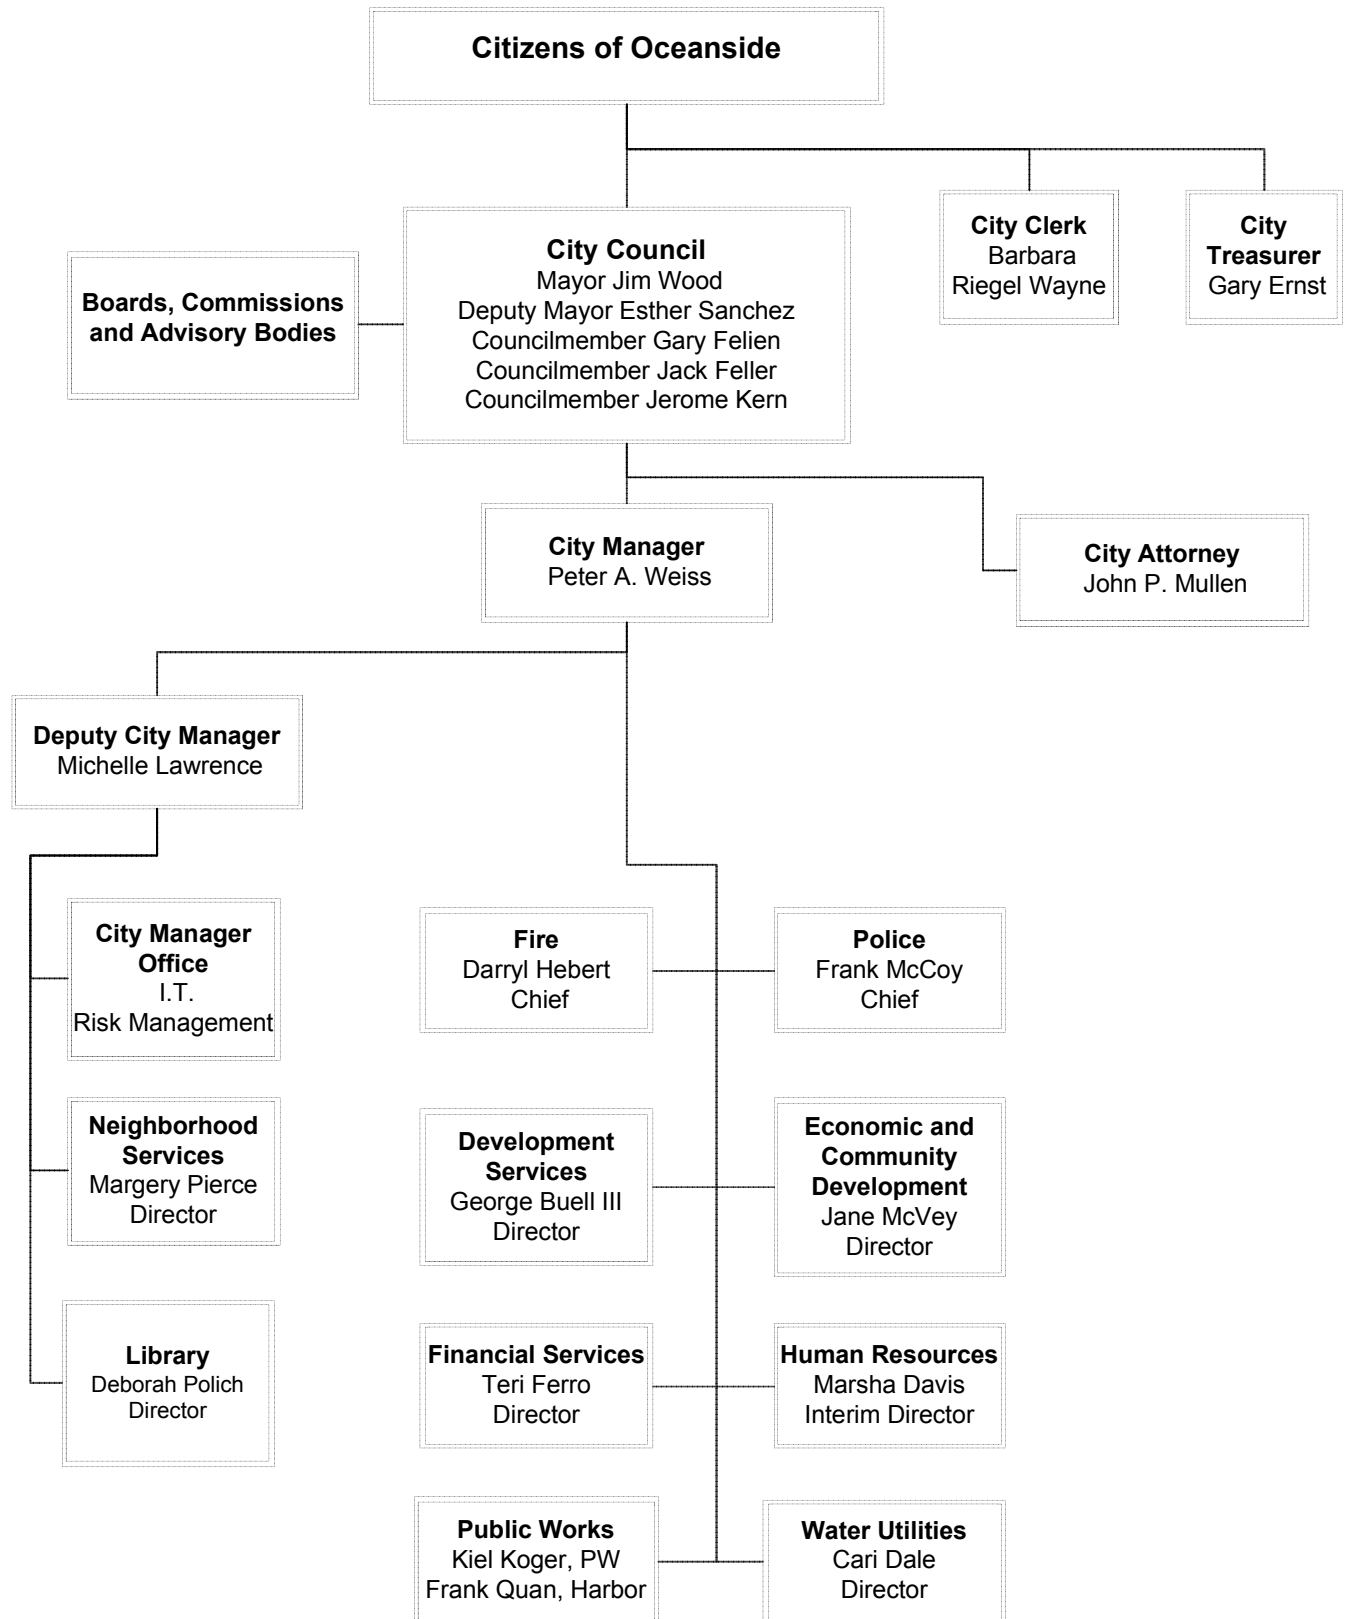 Citizens of Oceanside
City Clerk
Barbara
Riegel Wayne
City
Treasurer
Gary Ernst
City Council
Mayor Jim Wood
Deputy Mayor Esther Sanchez
Councilmember Gary Felien
Councilmember Jack Feller
Councilmember Jerome Kern
Boards, Commissions
and Advisory Bodies
City Manager
Peter A. Weiss
City Attorney
John P. Mullen
Deputy City Manager
Michelle Lawrence
City Manager
Office
I.T.
Risk Management
Neighborhood
Services
Margery Pierce
Director
Library
Deborah Polich
Director
Fire
Darryl Hebert
Chief
Police
Frank McCoy
Chief
Development
Services
George Buell III
Director
Economic and
Community
Development
Jane McVey
Director
Financial Services
Teri Ferro
Director
Human Resources
Marsha Davis
Interim Director
Public Works
Kiel Koger, PW
Frank Quan, Harbor
Water Utilities
Cari Dale
Director